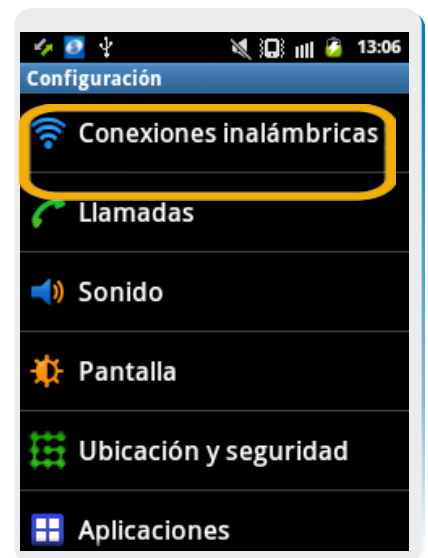 13:06
Configuración
Conexiones inalámbricas
Llamadas
Sonido
Pantalla
Ubicación y seguridad
Aplicaciones